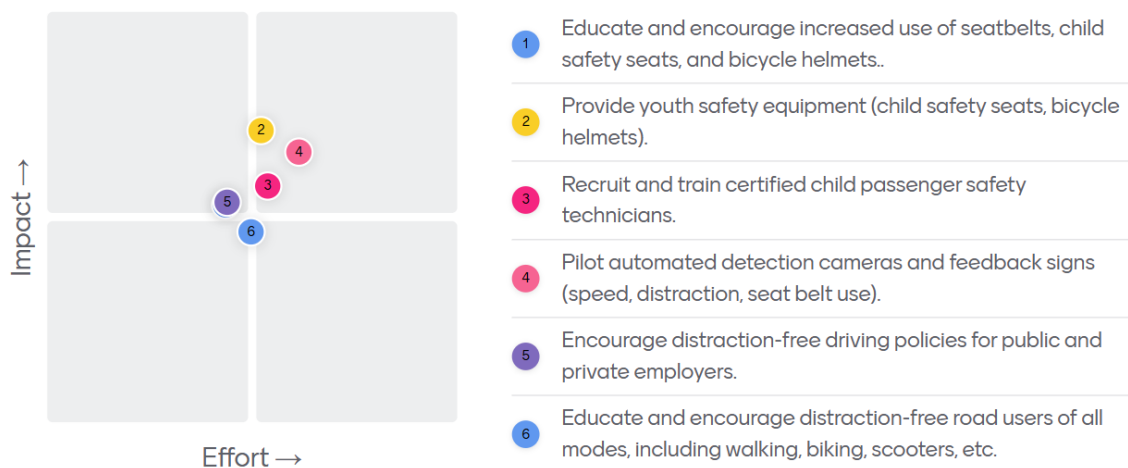 1 Educate and encourage increased use of seatbelts, child
safety seats, and bicycle helmets..
2 Provide youth safety equipment (child safety seats, bicycle
helmets).
3 Recruit and train certified child passenger safety
technicians.
4 Pilot automated detection cameras and feedback signs
(speed, distraction, seat belt use).
5 Encourage distraction-free driving policies for public and
private employers.
6 Educate and encourage distraction-free road users of all
modes, including walking, biking, scooters, etc.
2
4
3
5
6
Impact →
Effort →